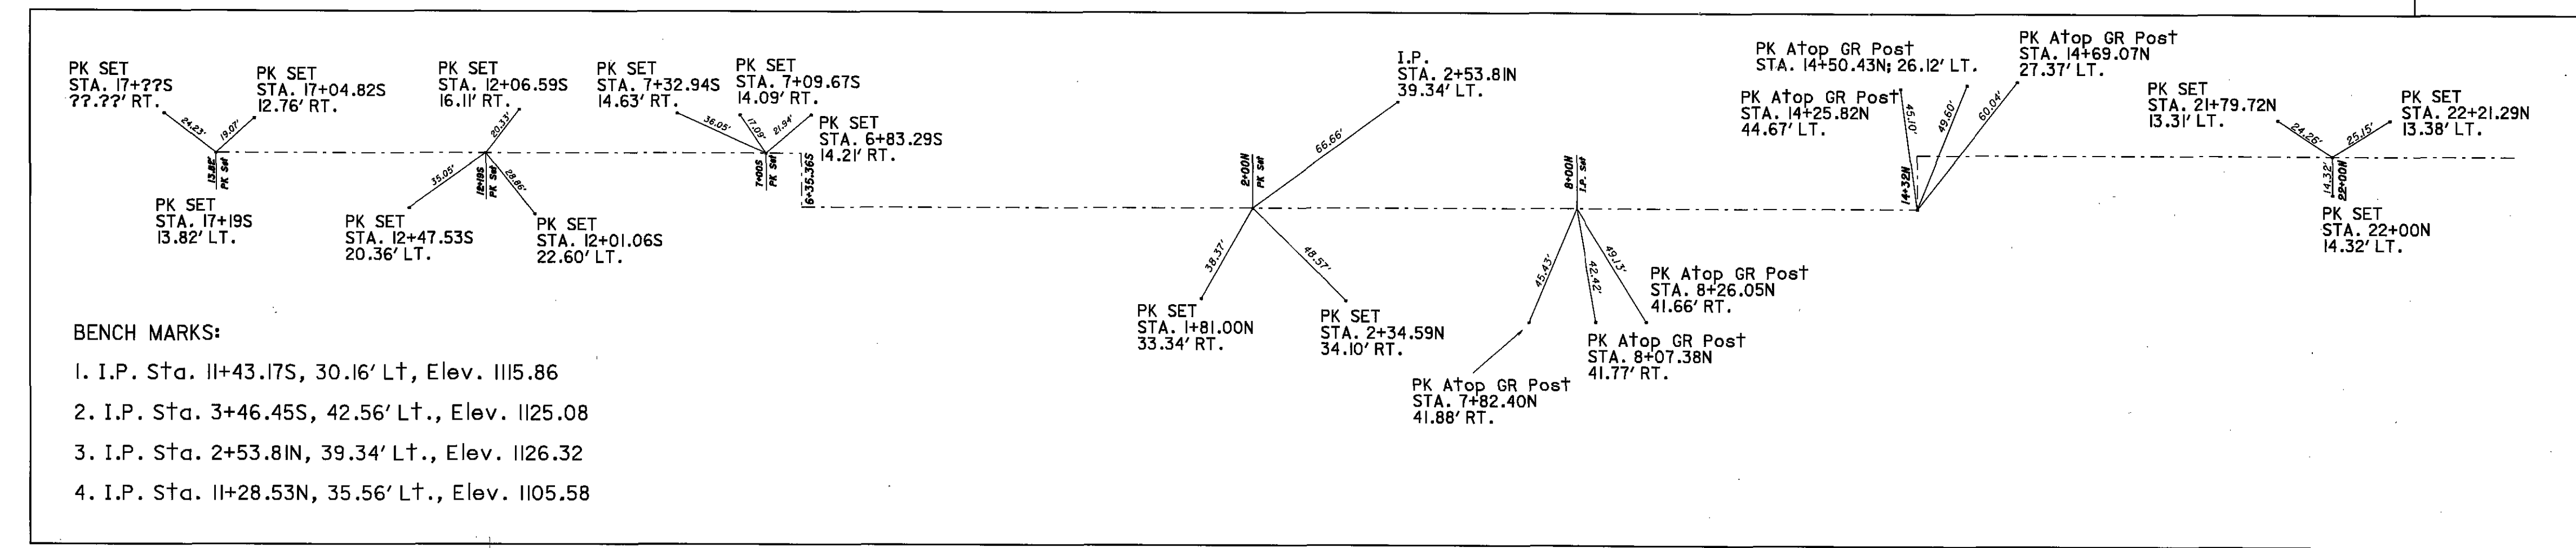 PK SET
STA. 17+??S
??.??' RT.
24.23'
19.07'
PK SET
STA. 17+04.82S
12.76' RT.
13.82'
PK Set
PK SET
STA. 17+19S
13.82' LT.
PK SET
STA. 12+06.59S
16.11' RT.
20.33'
35.05'
12+19S
PK Set
28.86'
PK SET
STA. 12+47.53S
20.36' LT.
PK SET
STA. 12+01.06S
22.60' LT.
PK SET
STA. 7+32.94S
14.63' RT.
PK SET
STA. 7+09.67S
14.09' RT.
36.05'
17.09'
21.94'
PK SET
STA. 6+83.29S
14.21' RT.
7+00S
PK Set
6+35.36S
I.P.
STA. 2+53.81N
39.34' LT.
66.66'
2+00N
PK Set
38.37'
48.57'
PK SET
STA. 1+81.00N
33.34' RT.
PK SET
STA. 2+34.59N
34.10' RT.
8+00N
I.P. Set
45.43'
42.42'
49.13'
PK Atop GR Post
STA. 8+26.05N
41.66' RT.
PK Atop GR Post
STA. 8+07.38N
41.77' RT.
PK Atop GR Post
STA. 7+82.40N
41.88' RT.
PK Atop GR Post
STA. 14+50.43N; 26.12' LT.
PK Atop GR Post
STA. 14+25.82N
44.67' LT.
PK Atop GR Post
STA. 14+69.07N
27.37' LT.
45.10'
49.60'
60.04'
14+32N
PK SET
STA. 21+79.72N
13.31' LT.
24.26'
25.15'
PK SET
STA. 22+21.29N
13.38' LT.
14.32'
22+00N
PK SET
STA. 22+00N
14.32' LT.
BENCH MARKS:
1. I.P. Sta. 11+43.17S, 30.16' Lt, Elev. 1115.86
2. I.P. Sta. 3+46.45S, 42.56' Lt., Elev. 1125.08
3. I.P. Sta. 2+53.81N, 39.34' Lt., Elev. 1126.32
4. I.P. Sta. 11+28.53N, 35.56' Lt., Elev. 1105.58